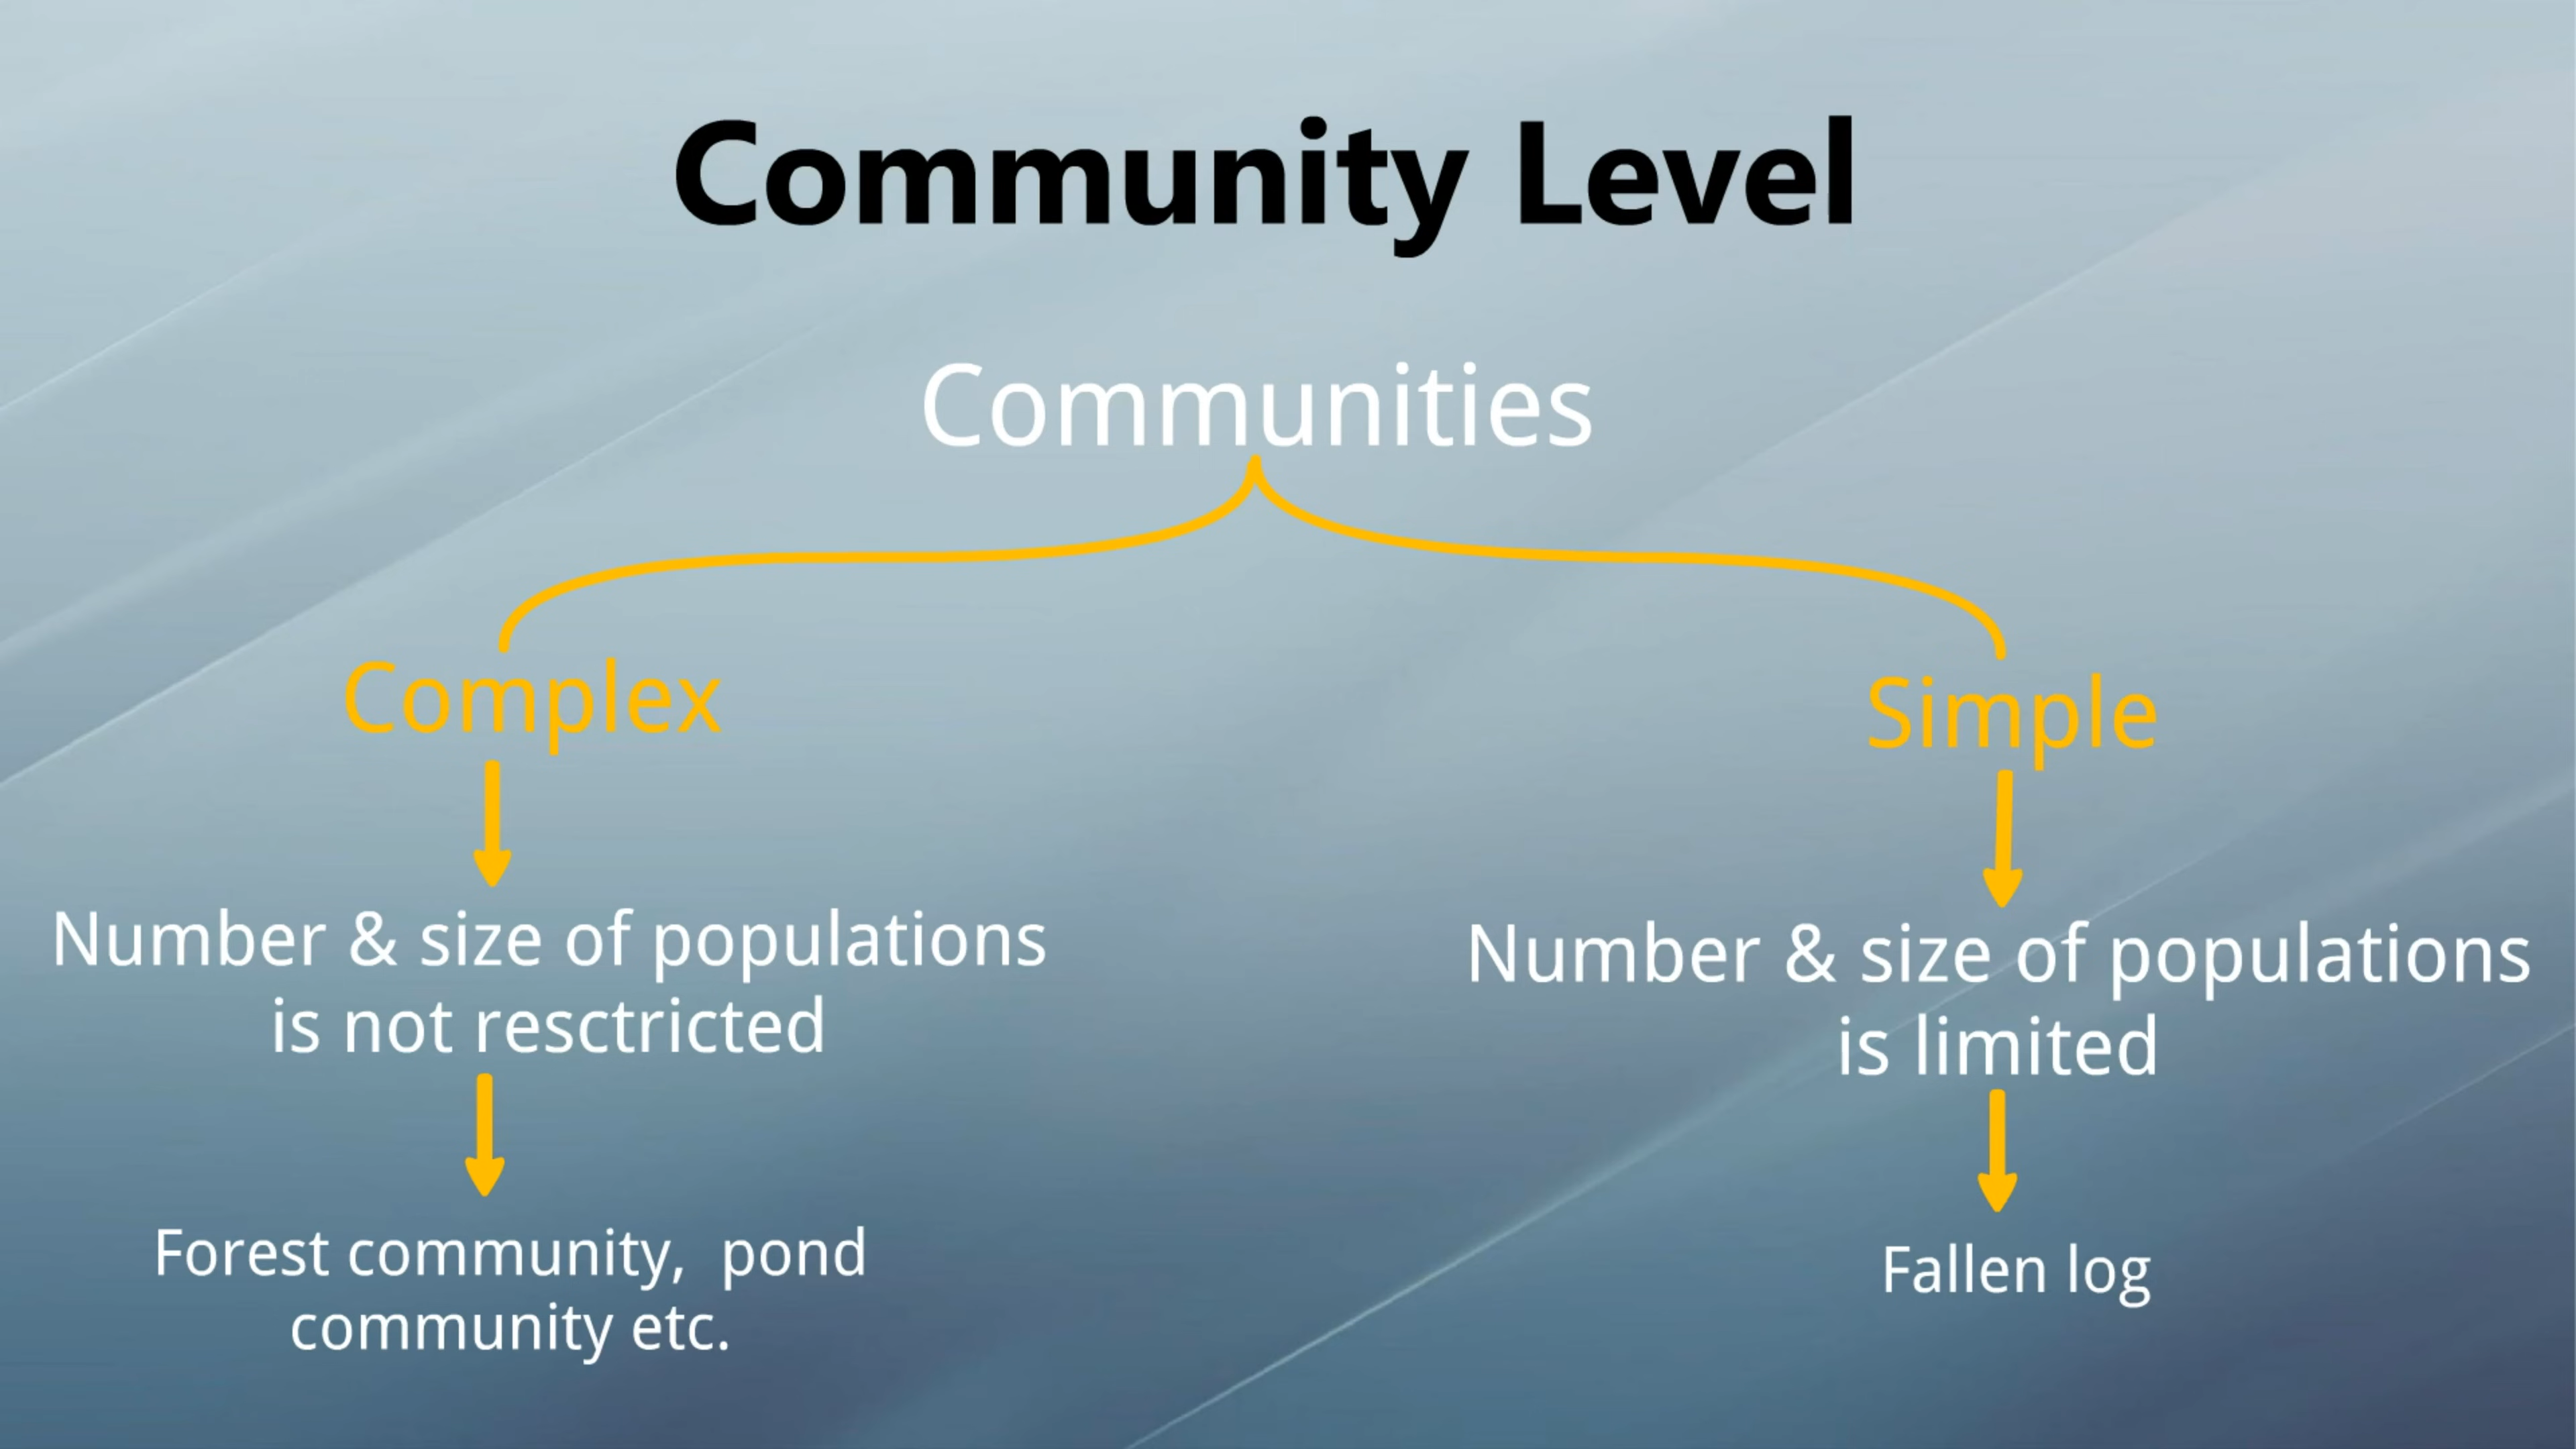 Community Level
Communities
Complex
Simple
Number & size of populations
is not resctricted
Number & size of populations
is limited
Forest community,  pond
community etc.
Fallen log